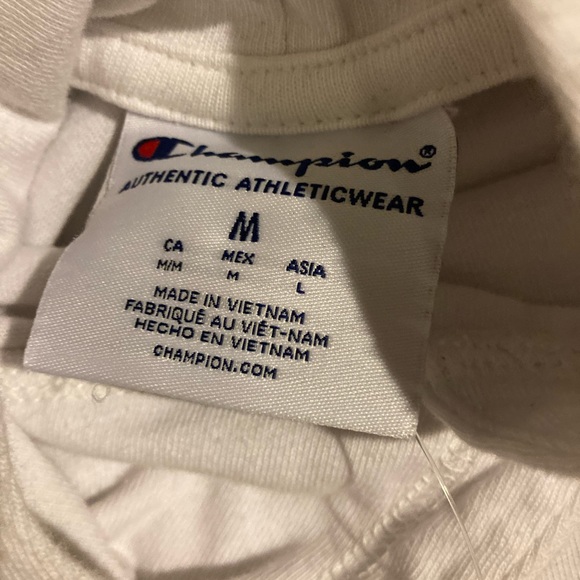 Champion®
AUTHENTIC ATHLETICWEAR
M
CA MEX ASIA
M/M M L
MADE IN VIETNAM
FABRIQUÉ AU VIÊT-NAM
HECHO EN VIETNAM
CHAMPION.COM